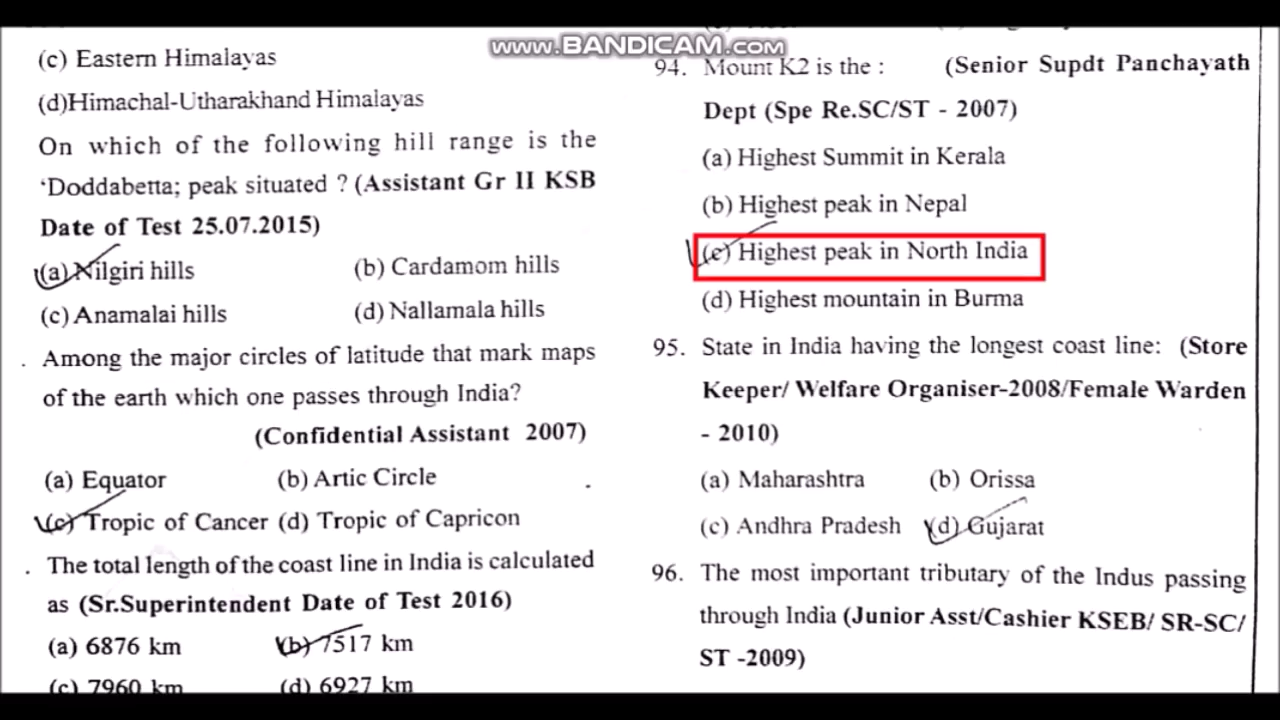 www.BANDICAM.com
(c) Eastern Himalayas
(d)Himachal-Utharakhand Himalayas
On which of the following hill range is the
‘Doddabetta; peak situated ? (Assistant Gr II KSB
Date of Test 25.07.2015)
(a) Nilgiri hills (b) Cardamom hills
(c) Anamalai hills (d) Nallamala hills
. Among the major circles of latitude that mark maps
of the earth which one passes through India?
(Confidential Assistant 2007)
(a) Equator (b) Artic Circle
(c) Tropic of Cancer (d) Tropic of Capricon
. The total length of the coast line in India is calculated
as (Sr.Superintendent Date of Test 2016)
(a) 6876 km (b) 7517 km
(c) 7960 km (d) 6927 km
94. Mount K2 is the : (Senior Supdt Panchayath
Dept (Spe Re.SC/ST - 2007)
(a) Highest Summit in Kerala
(b) Highest peak in Nepal
(c) Highest peak in North India
(d) Highest mountain in Burma
95. State in India having the longest coast line: (Store
Keeper/ Welfare Organiser-2008/Female Warden
- 2010)
(a) Maharashtra (b) Orissa
(c) Andhra Pradesh (d) Gujarat
96. The most important tributary of the Indus passing
through India (Junior Asst/Cashier KSEB/ SR-SC/
ST -2009)